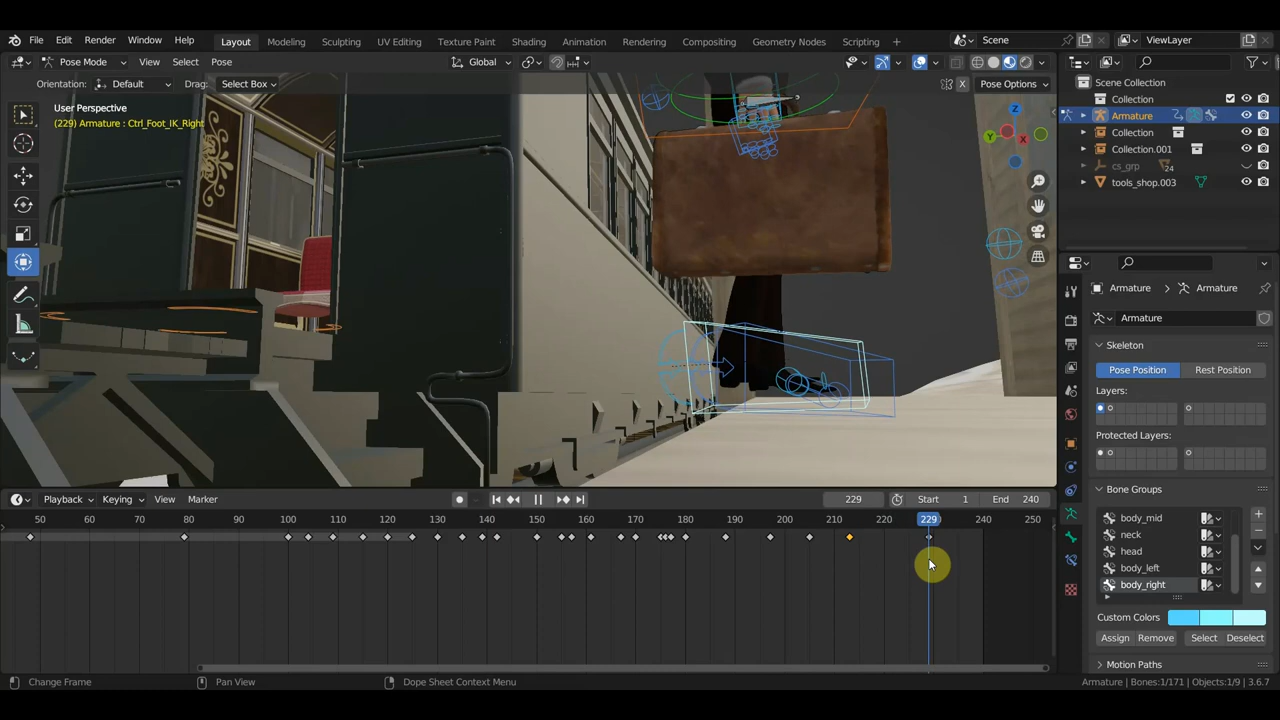 File Edit Render Window Help Layout Modeling Sculpting UV Editing Texture Paint Shading Animation Rendering Compositing Geometry Nodes Scripting + Scene ViewLayer
Pose Mode View Select Pose Global
Orientation: Default Drag: Select Box X Pose Options
User Perspective
(229) Armature : Ctrl_Foot_IK_Right
Z
Y
X
Scene Collection
Collection
Armature
Collection
Collection.001
cs_grp 24
tools_shop.003
Armature Armature
Armature
Skeleton
Pose Position Rest Position
Layers:
Protected Layers:
Bone Groups
body_mid
neck
head
body_left
body_right
Custom Colors
Assign Remove Select Deselect
Motion Paths
Playback Keying View Marker 229 Start 1 End 240
50 60 70 80 90 100 110 120 130 140 150 160 170 180 190 200 210 220 229 240 250
Change Frame Pan View Dope Sheet Context Menu Armature | Bones:1/171 | Objects:1/9 | 3.6.7